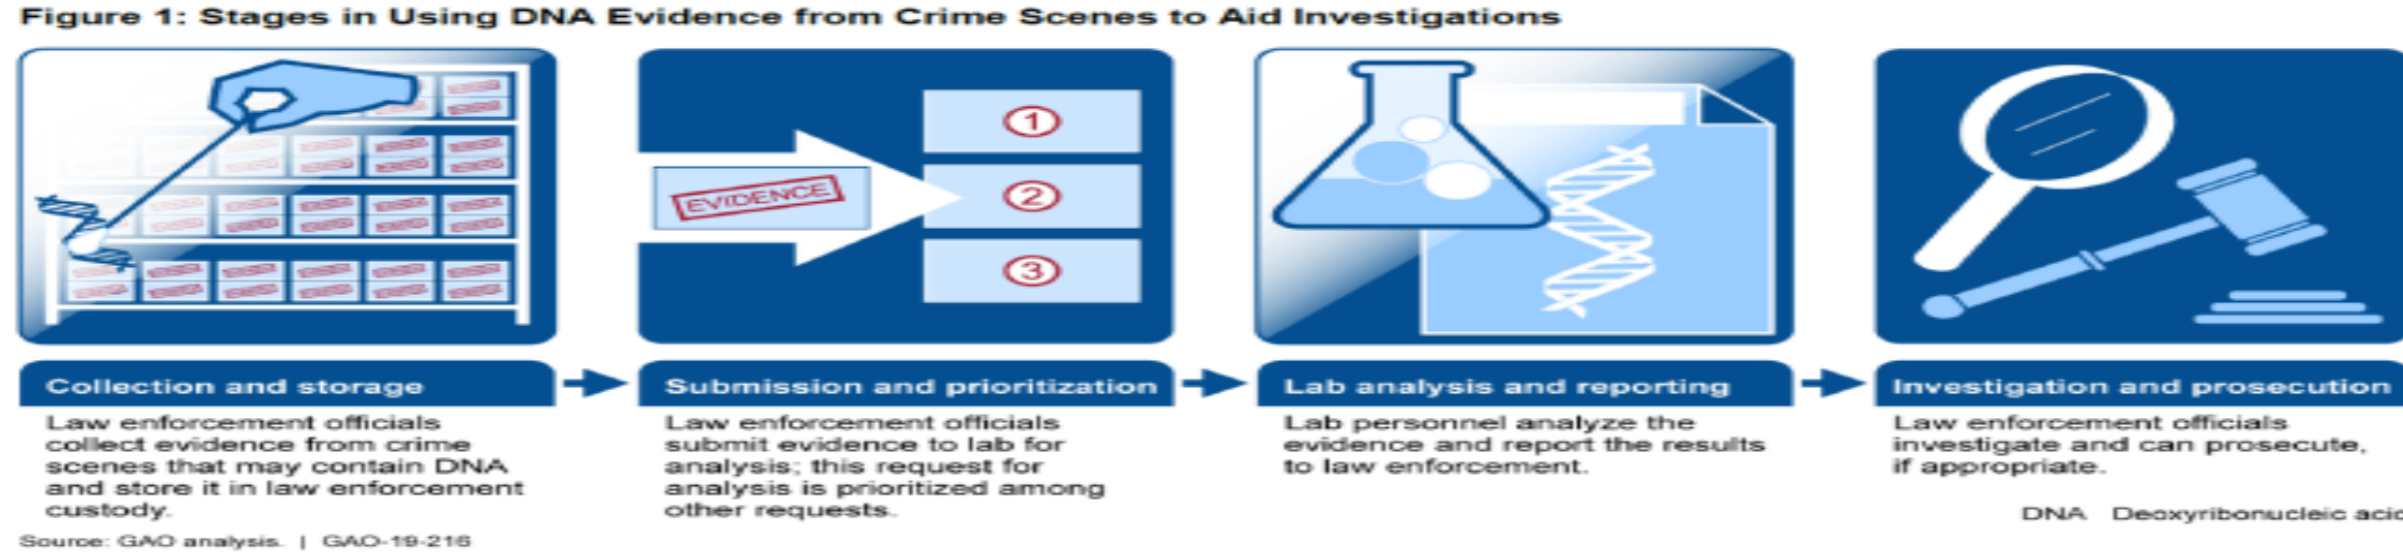 Figure 1: Stages in Using DNA Evidence from Crime Scenes to Aid Investigations
EVIDENCE
1
2
3
Collection and storage
Law enforcement officials
collect evidence from crime
scenes that may contain DNA
and store it in law enforcement
custody.
Submission and prioritization
Law enforcement officials
submit evidence to lab for
analysis; this request for
analysis is prioritized among
other requests.
Lab analysis and reporting
Lab personnel analyze the
evidence and report the results
to law enforcement.
Investigation and prosecution
Law enforcement officials
investigate and can prosecute,
if appropriate.
DNA Deoxyribonucleic acid
Source: GAO analysis. | GAO-19-216